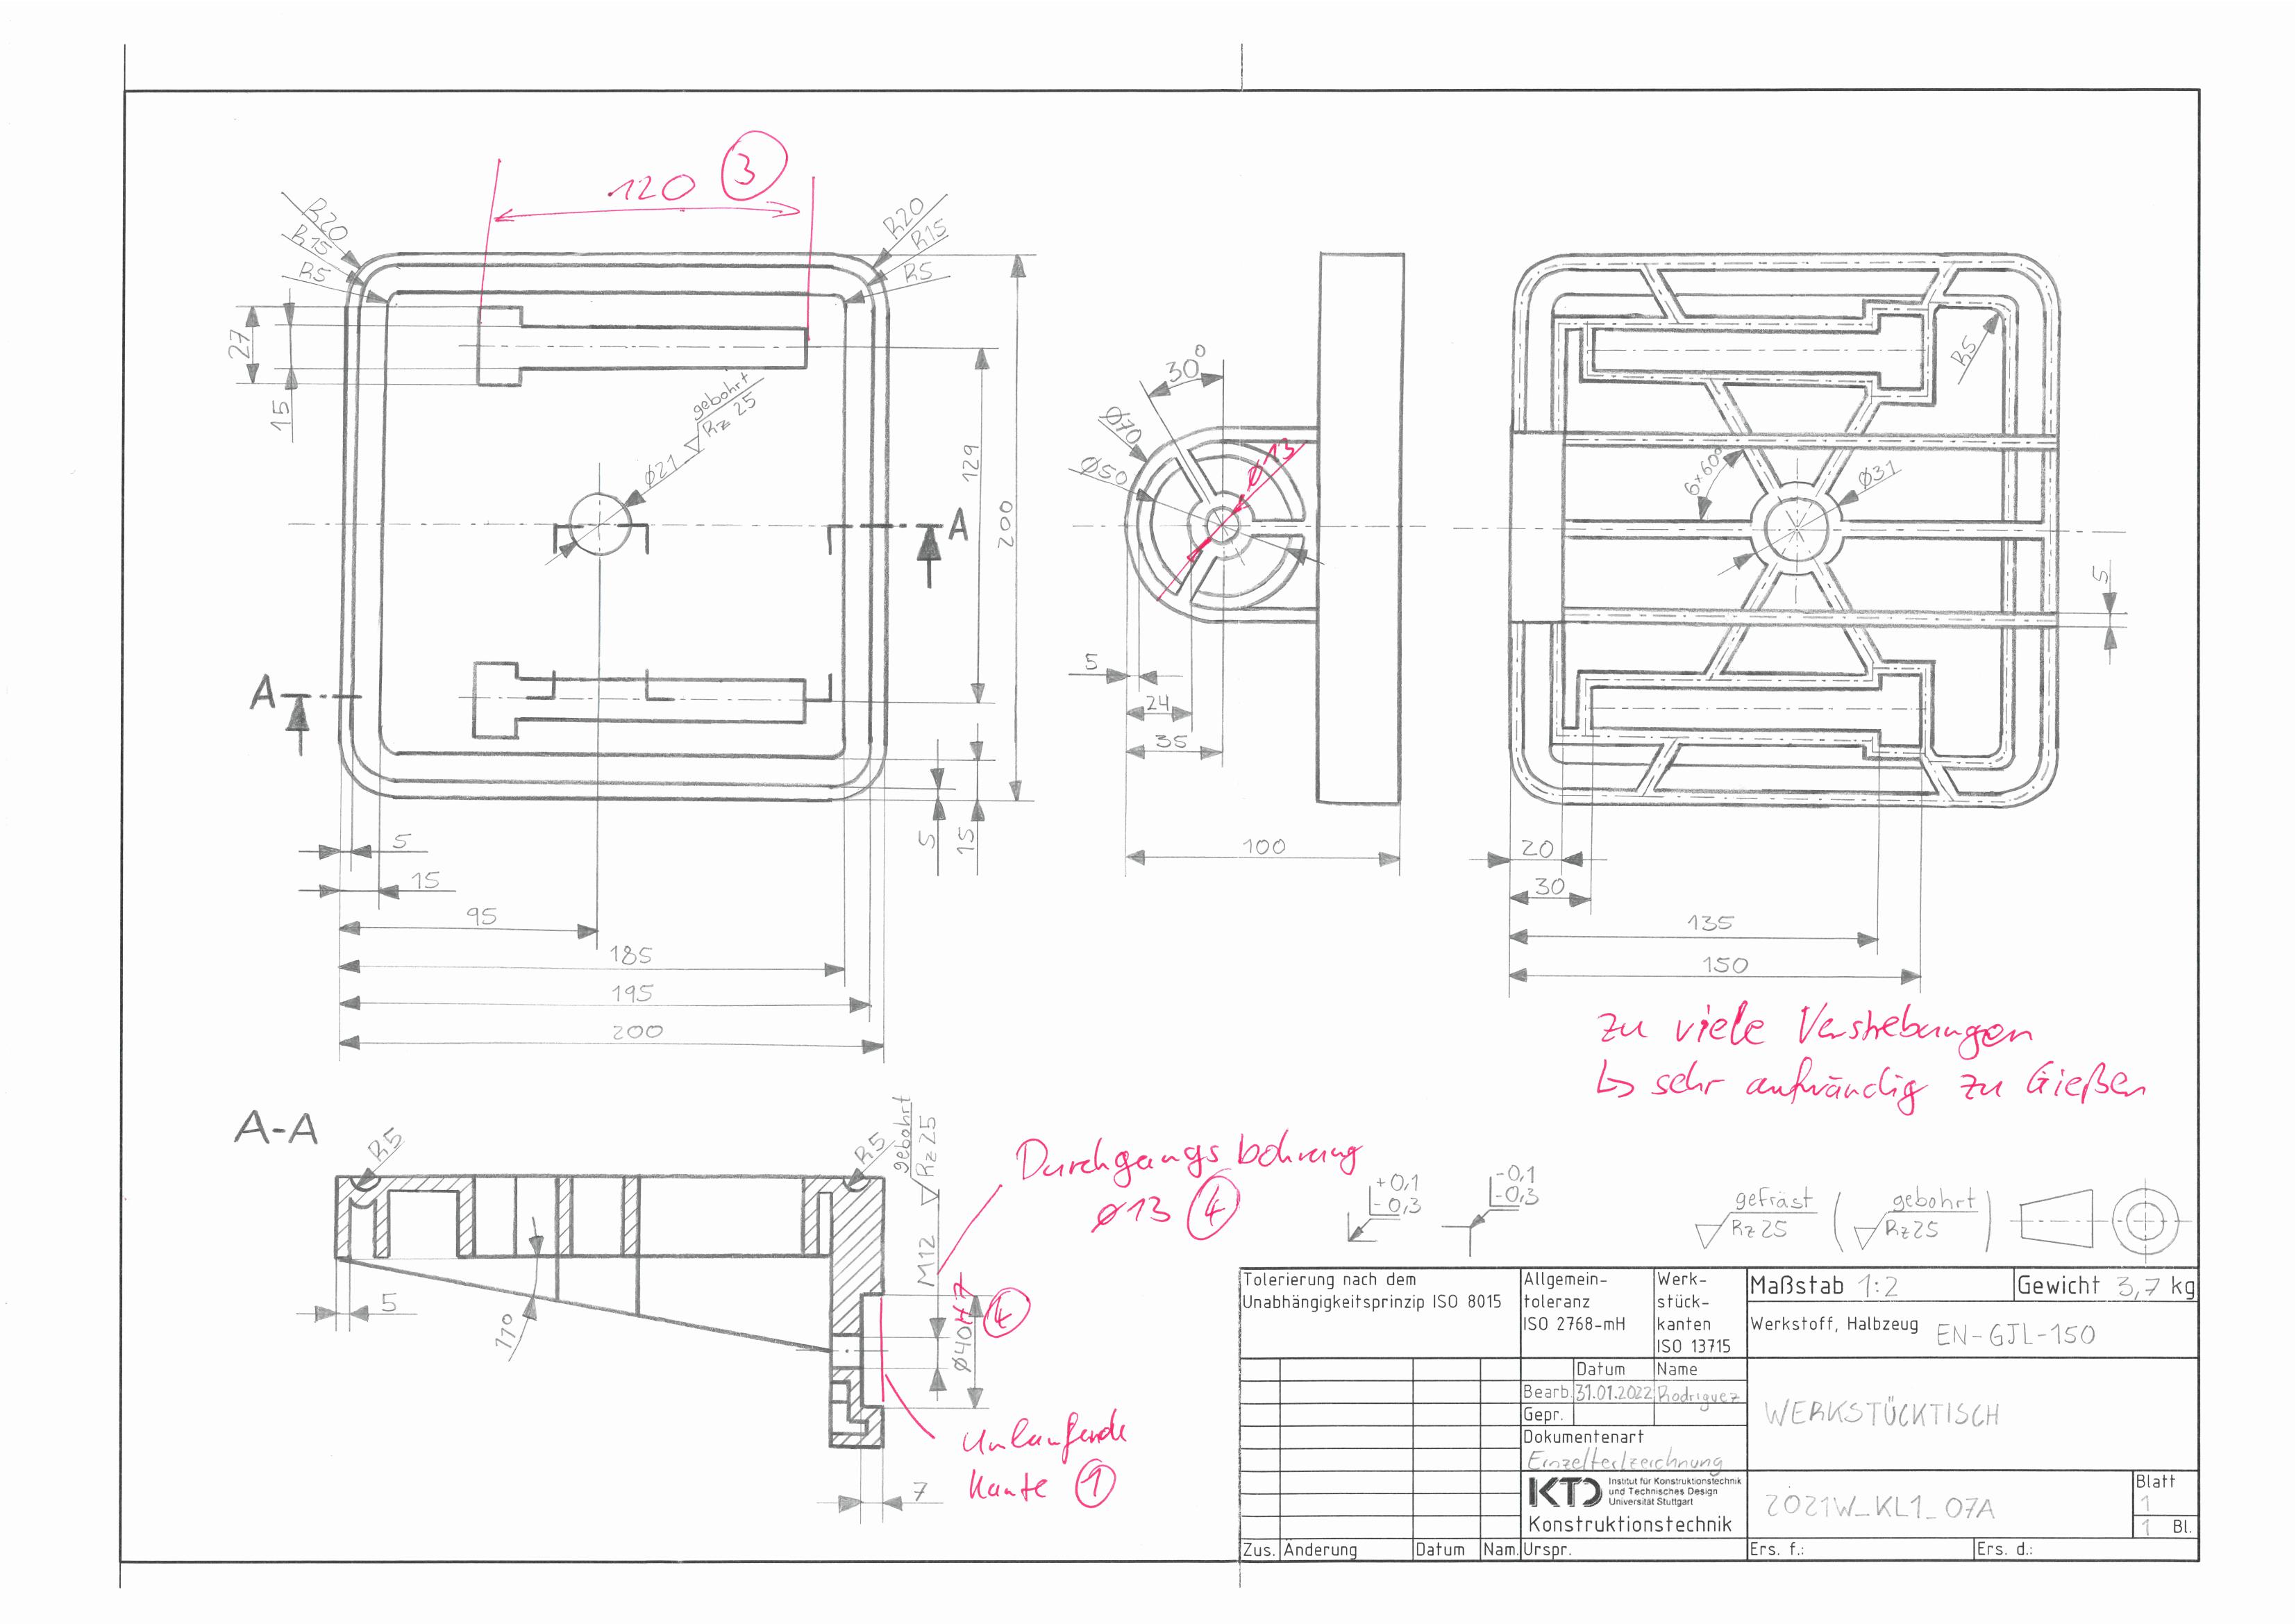 120 ③
R20
R15
R5
R20
R15
R5
27
15
gebohrt
Rz 25
Ø21
129
200
A
A
5
15
5
15
95
185
195
200
30°
Ø70
Ø50
Ø13
5
24
35
100
R5
6×60°
Ø31
5
20
30
135
150
zu viele Verstrebungen
↳ sehr aufwändig zu Gießen
A-A
R5
R5
gebohrt
Rz 25
M12
Ø40H7 ④
5
11°
7
Durchgangsbohrung
Ø13 ④
Umlaufende
Kante ①
+0,1
-0,3
-0,1
-0,3
gefräst
Rz 25
( gebohrt )
Rz 25
Tolerierung nach dem
Unabhängigkeitsprinzip ISO 8015
Allgemein-
toleranz
ISO 2768-mH
Werk-
stück-
kanten
ISO 13715
Maßstab 1:2
Gewicht 3,7 kg
Werkstoff, Halbzeug EN-GJL-150
Datum Name
Bearb. 31.01.2022 Rodriguez
Gepr.
Dokumentenart
Einzelteilzeichnung
WERKSTÜCKTISCH
KTD Institut für Konstruktionstechnik
und Technisches Design
Universität Stuttgart
Konstruktionstechnik
2021W_KL1_07A
Blatt
1
1 Bl.
Zus. Änderung Datum Nam. Urspr. Ers. f.: Ers. d.: